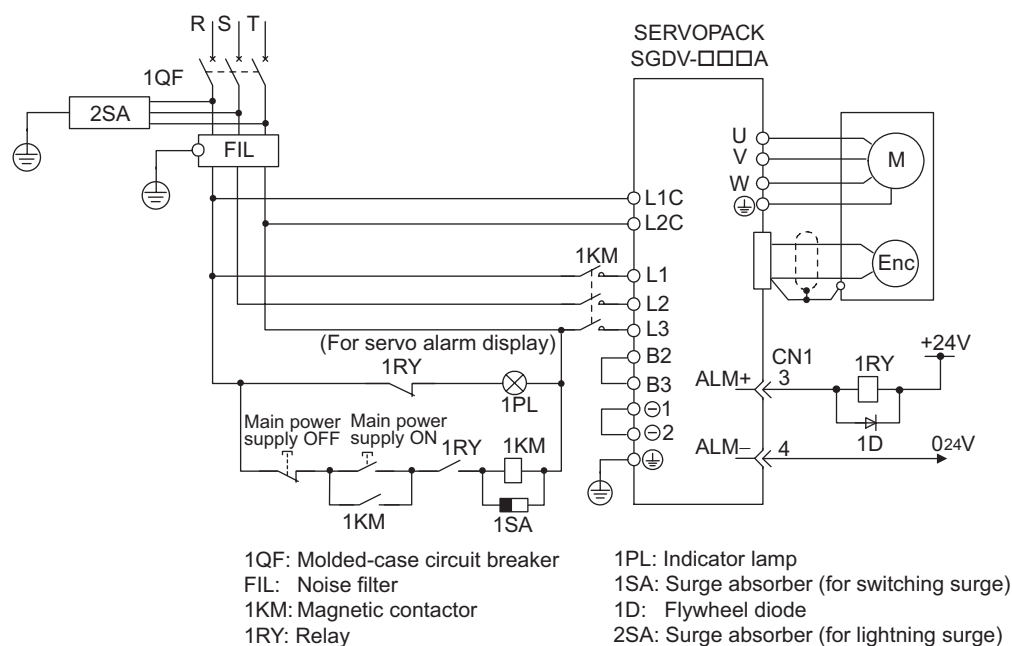 R S T
SERVOPACK
SGDV-□□□A
1QF
2SA
FIL
U
V
W
M
L1C
L2C
1KM
L1
L2
L3
Enc
(For servo alarm display)
1RY
1PL
B2
B3
⊖1
⊖2
CN1
ALM+ 3
1RY
+24V
1D
ALM− 4
024V
Main power
supply OFF
Main power
supply ON
1RY
1KM
1KM
1SA
1QF: Molded-case circuit breaker
FIL: Noise filter
1KM: Magnetic contactor
1RY: Relay
1PL: Indicator lamp
1SA: Surge absorber (for switching surge)
1D: Flywheel diode
2SA: Surge absorber (for lightning surge)